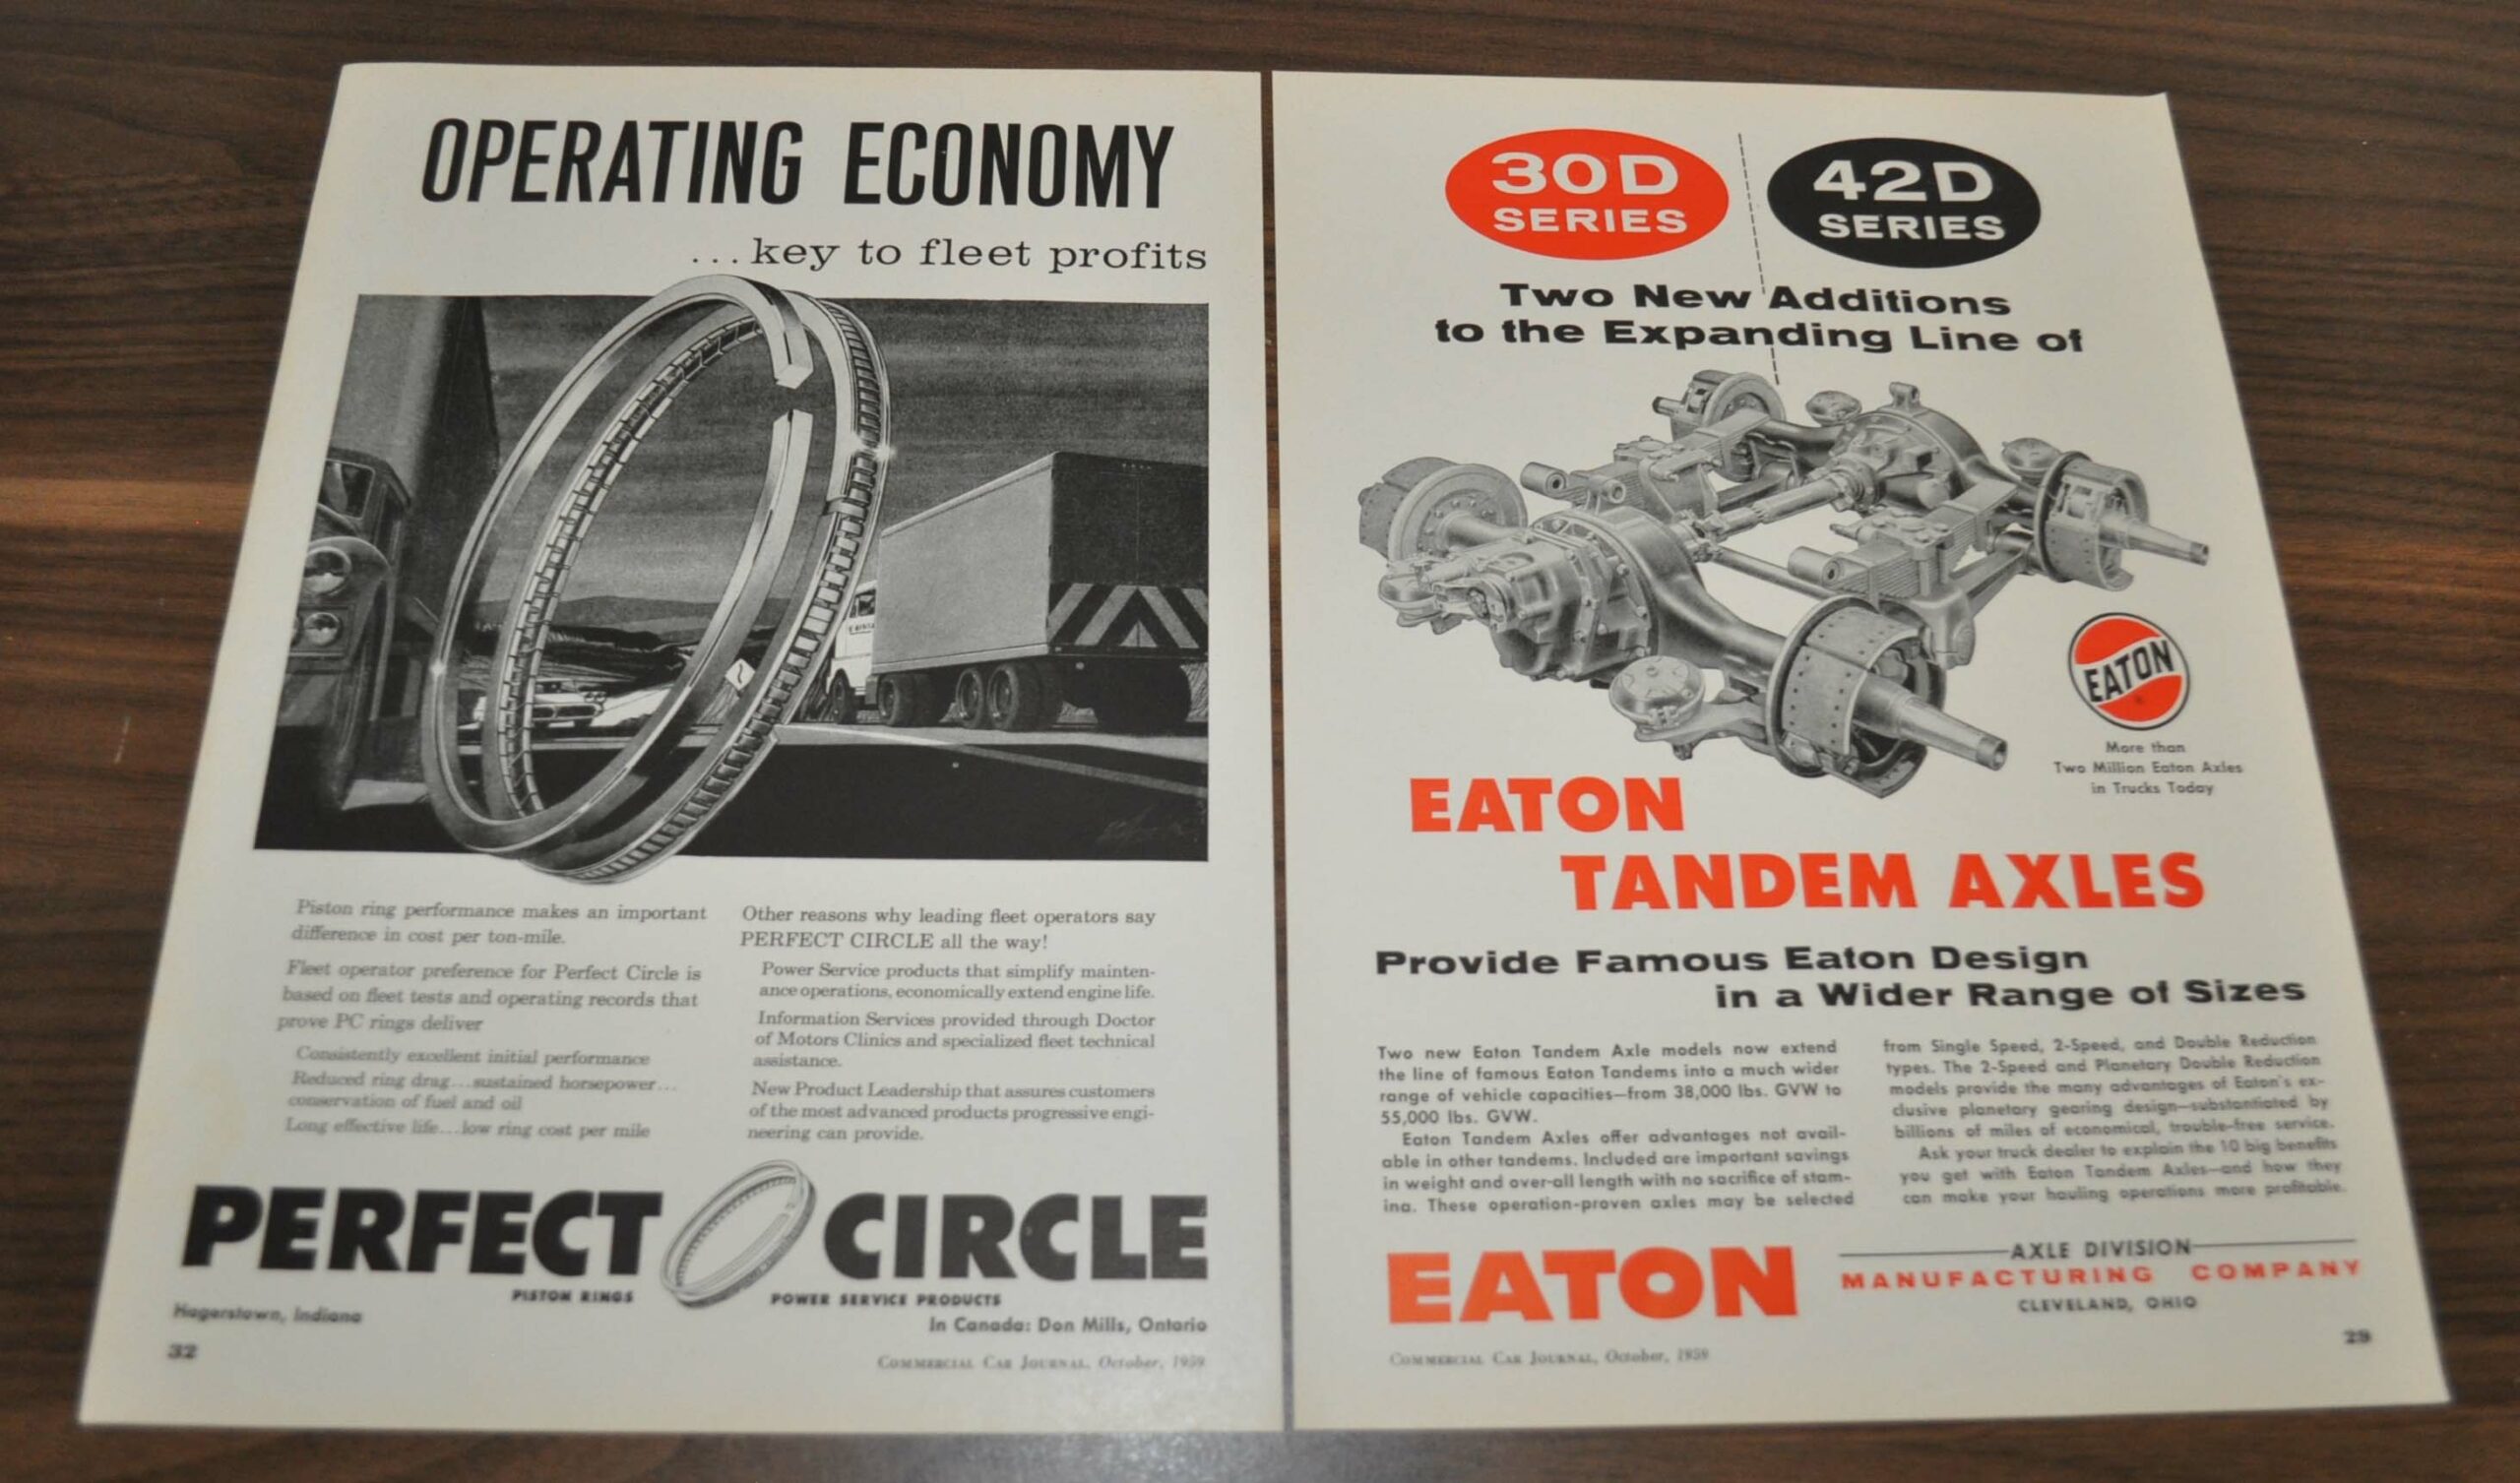 OPERATING ECONOMY
...key to fleet profits
Piston ring performance makes an important
difference in cost per ton-mile.
Fleet operator preference for Perfect Circle is
based on fleet tests and operating records that
prove PC rings deliver
Consistently excellent initial performance
Reduced ring drag...sustained horsepower...
conservation of fuel and oil
Long effective life...low ring cost per mile
Other reasons why leading fleet operators say
PERFECT CIRCLE all the way!
Power Service products that simplify mainten-
ance operations, economically extend engine life.
Information Services provided through Doctor
of Motors Clinics and specialized fleet technical
assistance.
New Product Leadership that assures customers
of the most advanced products progressive engi-
neering can provide.
PERFECT CIRCLE
PISTON RINGS POWER SERVICE PRODUCTS
Hagerstown, Indiana
In Canada: Don Mills, Ontario
32
COMMERCIAL CAR JOURNAL, October, 1959
30D
SERIES
42D
SERIES
Two New Additions
to the Expanding Line of
EATON
More than
Two Million Eaton Axles
in Trucks Today
EATON
TANDEM AXLES
Provide Famous Eaton Design
in a Wider Range of Sizes
Two new Eaton Tandem Axle models now extend
the line of famous Eaton Tandems into a much wider
range of vehicle capacities—from 38,000 lbs. GVW to
55,000 lbs. GVW.
Eaton Tandem Axles offer advantages not avail-
able in other tandems. Included are important savings
in weight and over-all length with no sacrifice of stam-
ina. These operation-proven axles may be selected
from Single Speed, 2-Speed, and Double Reduction
types. The 2-Speed and Planetary Double Reduction
models provide the many advantages of Eaton's ex-
clusive planetary gearing design—substantiated by
billions of miles of economical, trouble-free service.
Ask your truck dealer to explain the 10 big benefits
you get with Eaton Tandem Axles—and how they
can make your hauling operations more profitable.
EATON
AXLE DIVISION
MANUFACTURING COMPANY
CLEVELAND, OHIO
COMMERCIAL CAR JOURNAL, October, 1959
29